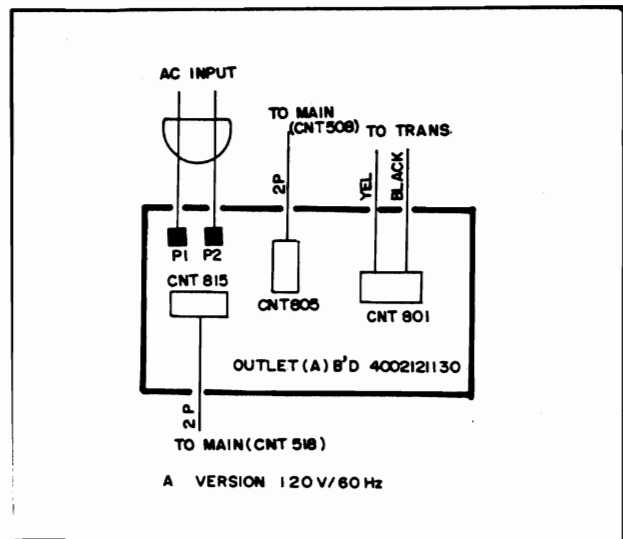 AC INPUT
TO MAIN
(CNT508)
TO TRANS.
2P
YEL
BLACK
P1 P2
CNT 815
CNT805
CNT 801
OUTLET(A) B'D 4002121130
2P
TO MAIN(CNT 518)
A VERSION 120V/60Hz